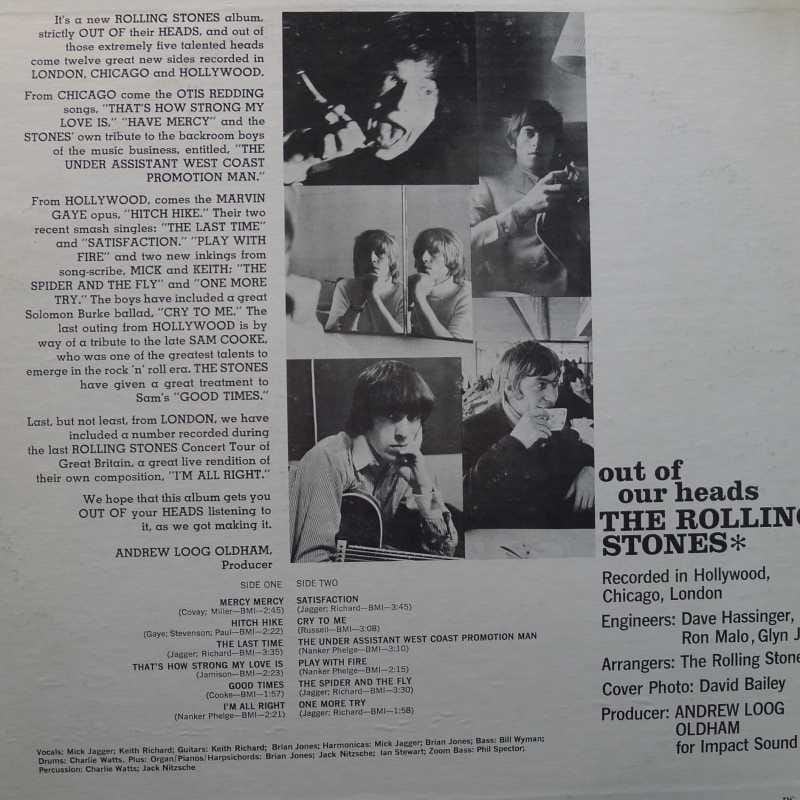 It's a new ROLLING STONES album,
strictly OUT OF their HEADS, and out of
those extremely five talented heads
come twelve great new sides recorded in
LONDON, CHICAGO and HOLLYWOOD.
From CHICAGO come the OTIS REDDING
songs, "THAT'S HOW STRONG MY
LOVE IS," "HAVE MERCY" and the
STONES' own tribute to the backroom boys
of the music business, entitled, "THE
UNDER ASSISTANT WEST COAST
PROMOTION MAN."
From HOLLYWOOD, comes the MARVIN
GAYE opus, "HITCH HIKE." Their two
recent smash singles: "THE LAST TIME"
and "SATISFACTION." "PLAY WITH
FIRE" and two new inkings from
song-scribe, MICK and KEITH: "THE
SPIDER AND THE FLY" and "ONE MORE
TRY." The boys have included a great
Solomon Burke ballad, "CRY TO ME." The
last outing from HOLLYWOOD is by
way of a tribute to the late SAM COOKE,
who was one of the greatest talents to
emerge in the rock 'n' roll era. THE STONES
have given a great treatment to
Sam's "GOOD TIMES."
Last, but not least, from LONDON, we have
included a number recorded during
the last ROLLING STONES Concert Tour of
Great Britain, a great live rendition of
their own composition, "I'M ALL RIGHT."
We hope that this album gets you
OUT OF your HEADS listening to
it, as we got making it.
ANDREW LOOG OLDHAM,
Producer
SIDE ONE
MERCY MERCY
(Covay; Miller—BMI—2:45)
HITCH HIKE
(Gaye; Stevenson; Paul—BMI—2:22)
THE LAST TIME
(Jagger; Richard—BMI—3:35)
THAT'S HOW STRONG MY LOVE IS
(Jamison—BMI—2:23)
GOOD TIMES
(Cooke—BMI—1:57)
I'M ALL RIGHT
(Nanker Phelge—BMI—2:21)
SIDE TWO
SATISFACTION
(Jagger; Richard—BMI—3:45)
CRY TO ME
(Russell—BMI—3:08)
THE UNDER ASSISTANT WEST COAST PROMOTION MAN
(Nanker Phelge—BMI—3:10)
PLAY WITH FIRE
(Nanker Phelge—BMI—2:15)
THE SPIDER AND THE FLY
(Jagger; Richard—BMI—3:30)
ONE MORE TRY
(Jagger; Richard—BMI—1:58)
Vocals: Mick Jagger; Keith Richard; Guitars: Keith Richard; Brian Jones; Harmonicas: Mick Jagger; Brian Jones; Bass: Bill Wyman;
Drums: Charlie Watts, Plus: Organ/Pianos/Harpsichords: Brian Jones; Jack Nitzsche; Ian Stewart; Zoom Bass: Phil Spector;
Percussion: Charlie Watts; Jack Nitzsche
out of
our heads
THE ROLLING
STONES*
Recorded in Hollywood,
Chicago, London
Engineers: Dave Hassinger,
Ron Malo, Glyn J
Arrangers: The Rolling Stone
Cover Photo: David Bailey
Producer: ANDREW LOOG
OLDHAM
for Impact Sound